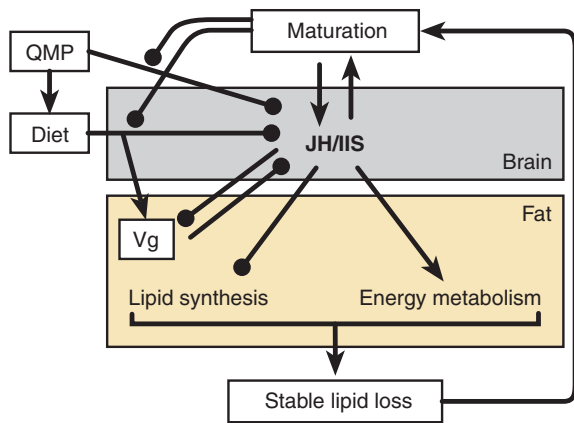 Maturation
QMP
Diet
JH/IIS
Brain
Fat
Vg
Lipid synthesis
Energy metabolism
Stable lipid loss